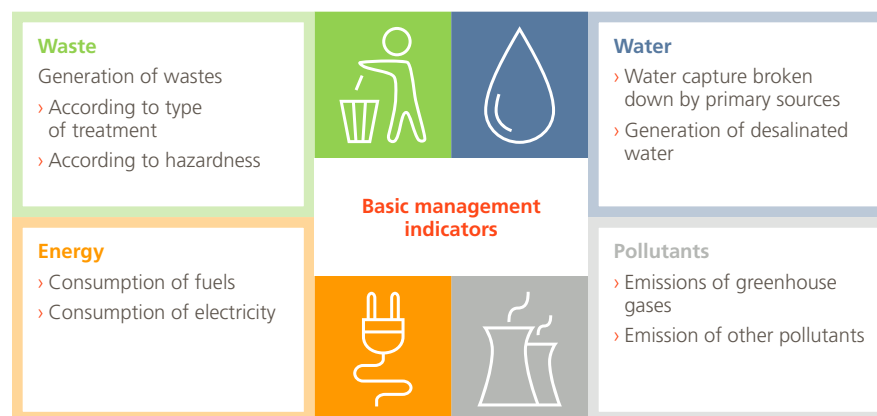 Waste
Generation of wastes
› According to type
of treatment
› According to hazardness
Water
› Water capture broken
down by primary sources
› Generation of desalinated
water
Basic management
indicators
Energy
› Consumption of fuels
› Consumption of electricity
Pollutants
› Emissions of greenhouse
gases
› Emission of other pollutants